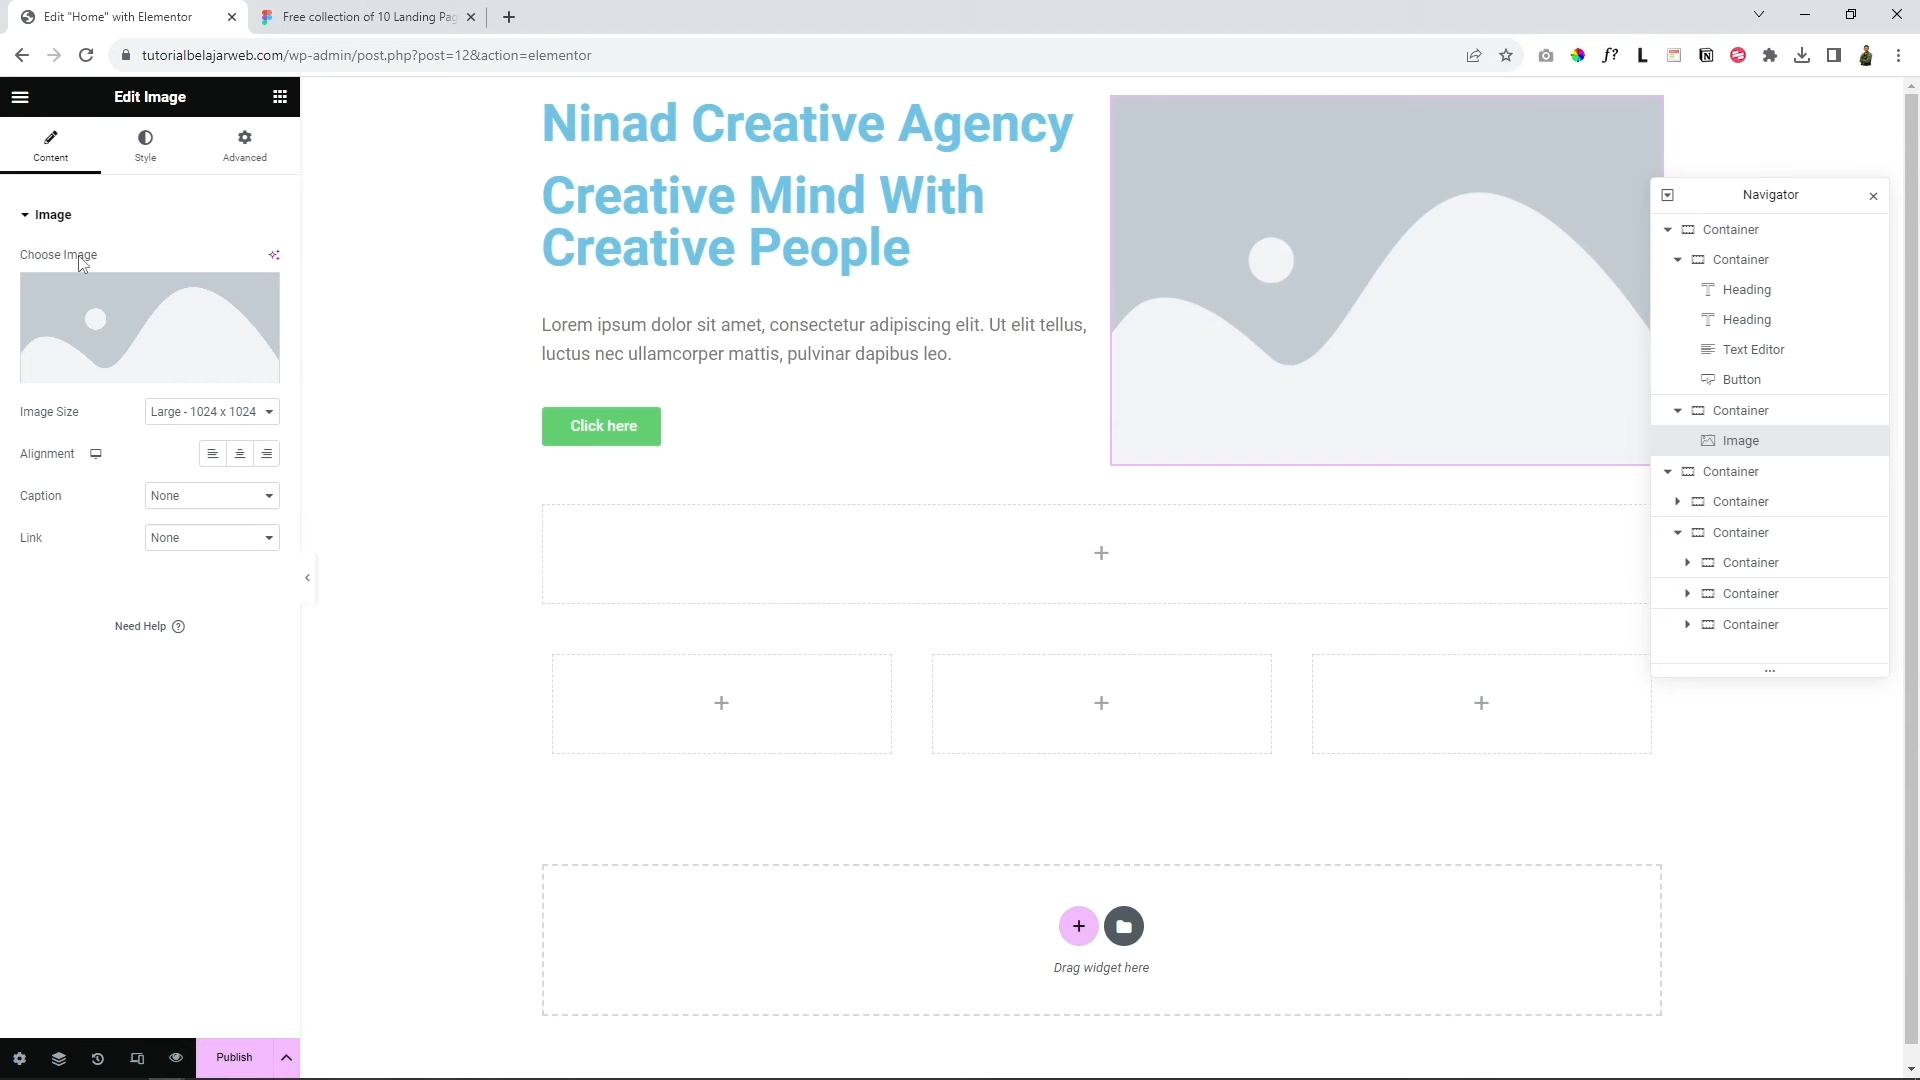 Edit "Home" with Elementor
Free collection of 10 Landing Pag
tutorialbelajarweb.com/wp-admin/post.php?post=12&action=elementor
Edit Image
Content
Style
Advanced
Image
Choose Image
Image Size
Large - 1024 x 1024
Alignment
Caption
None
Link
None
Need Help
Publish
Ninad Creative Agency
Creative Mind With
Creative People
Lorem ipsum dolor sit amet, consectetur adipiscing elit. Ut elit tellus,
luctus nec ullamcorper mattis, pulvinar dapibus leo.
Click here
Drag widget here
Navigator
Container
Container
Heading
Heading
Text Editor
Button
Container
Image
Container
Container
Container
Container
Container
Container